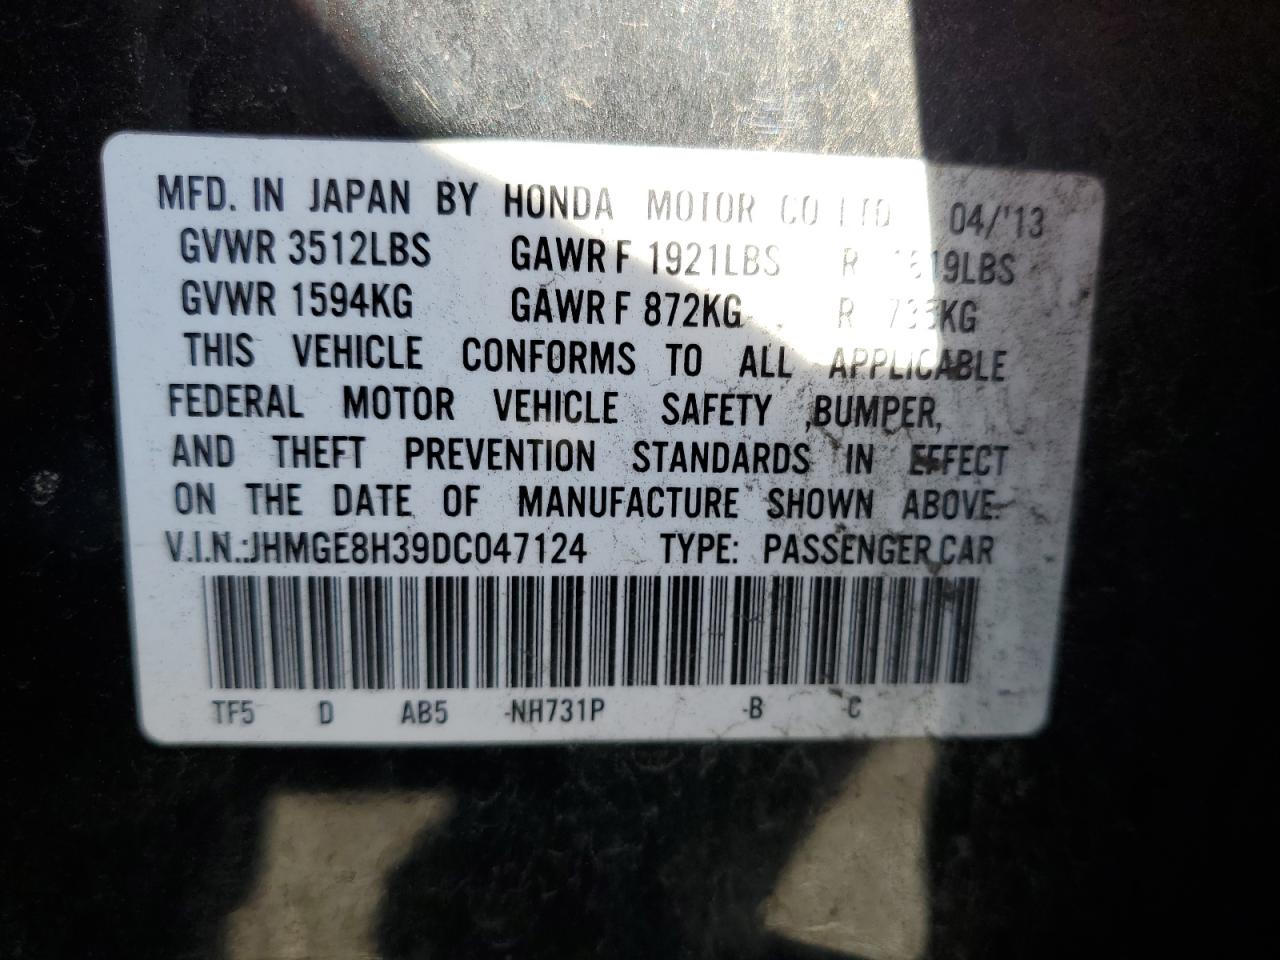 MFD. IN JAPAN BY HONDA MOTOR CO LTD 04/'13
GVWR 3512LBS GAWR F 1921LBS R
GVWR 1594KG GAWR F 872KG R
THIS VEHICLE CONFORMS TO ALL APPLICABLE
FEDERAL MOTOR VEHICLE SAFETY ,BUMPER,
AND THEFT PREVENTION STANDARDS IN EFFECT
ON THE DATE OF MANUFACTURE SHOWN ABOVE.
V.I.N.:JHMGE8H39DC047124 TYPE: PASSENGER CAR
TF5 D AB5 -NH731P -B -C